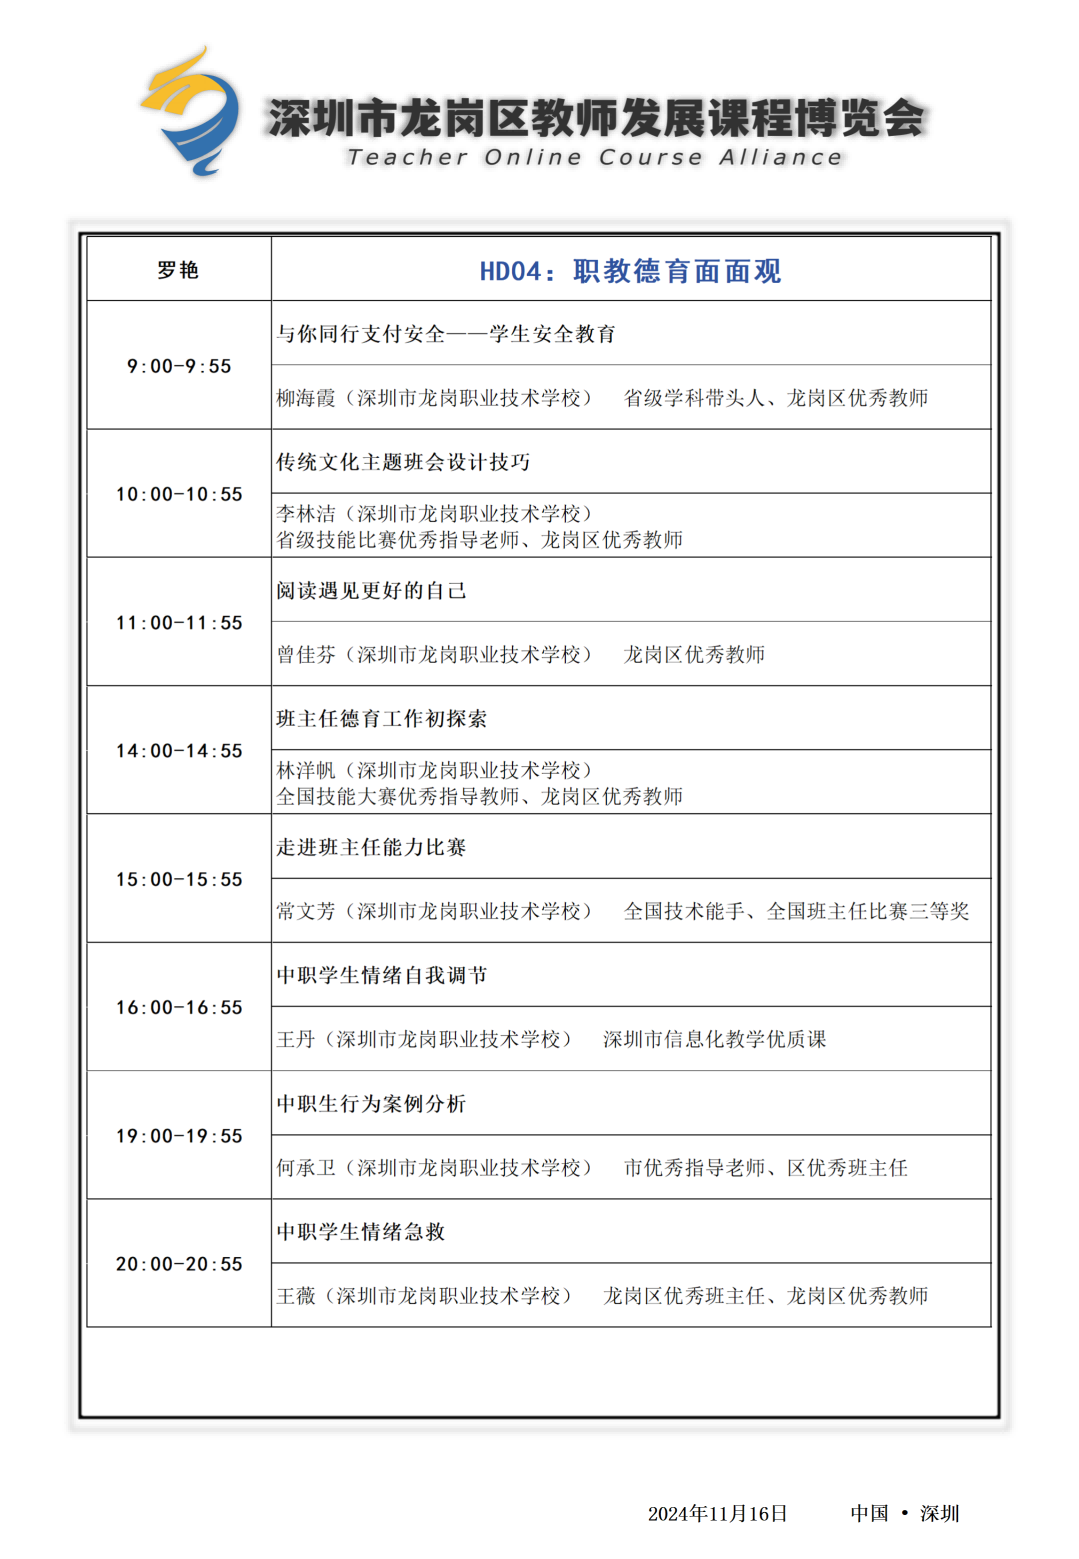 深圳市龙岗区教师发展课程博览会
Teacher Online Course Alliance
罗艳
HD04：职教德育面面观
9:00-9:55
与你同行支付安全——学生安全教育
柳海霞（深圳市龙岗职业技术学校） 省级学科带头人、龙岗区优秀教师
10:00-10:55
传统文化主题班会设计技巧
李林洁（深圳市龙岗职业技术学校）
省级技能比赛优秀指导老师、龙岗区优秀教师
11:00-11:55
阅读遇见更好的自己
曾佳芬（深圳市龙岗职业技术学校） 龙岗区优秀教师
14:00-14:55
班主任德育工作初探索
林洋帆（深圳市龙岗职业技术学校）
全国技能大赛优秀指导教师、龙岗区优秀教师
15:00-15:55
走进班主任能力比赛
常文芳（深圳市龙岗职业技术学校） 全国技术能手、全国班主任比赛三等奖
16:00-16:55
中职学生情绪自我调节
王丹（深圳市龙岗职业技术学校） 深圳市信息化教学优质课
19:00-19:55
中职生行为案例分析
何承卫（深圳市龙岗职业技术学校） 市优秀指导老师、区优秀班主任
20:00-20:55
中职学生情绪急救
王薇（深圳市龙岗职业技术学校） 龙岗区优秀班主任、龙岗区优秀教师
2024年11月16日 中国 • 深圳